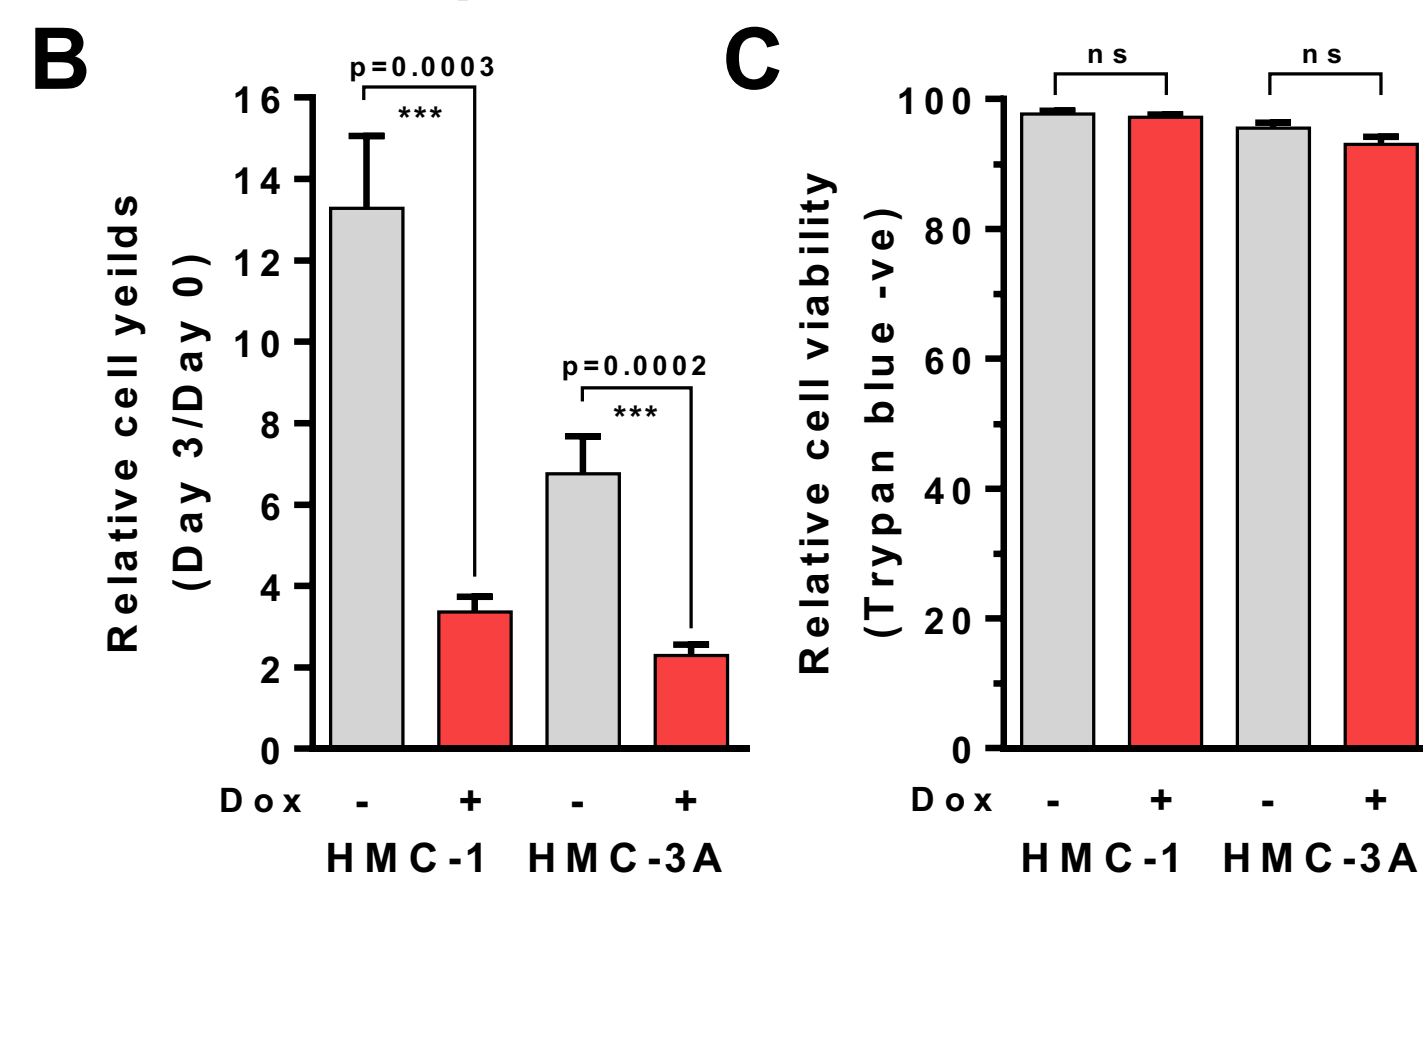 B
p=0.0003
***
p=0.0002
***
16
14
12
10
8
6
4
2
0
Relative cell yeilds
(Day 3/Day 0)
Dox - + - +
HMC-1 HMC-3A
C
ns ns
100
80
60
40
20
0
Relative cell viability
(Trypan blue -ve)
Dox - + - +
HMC-1 HMC-3A